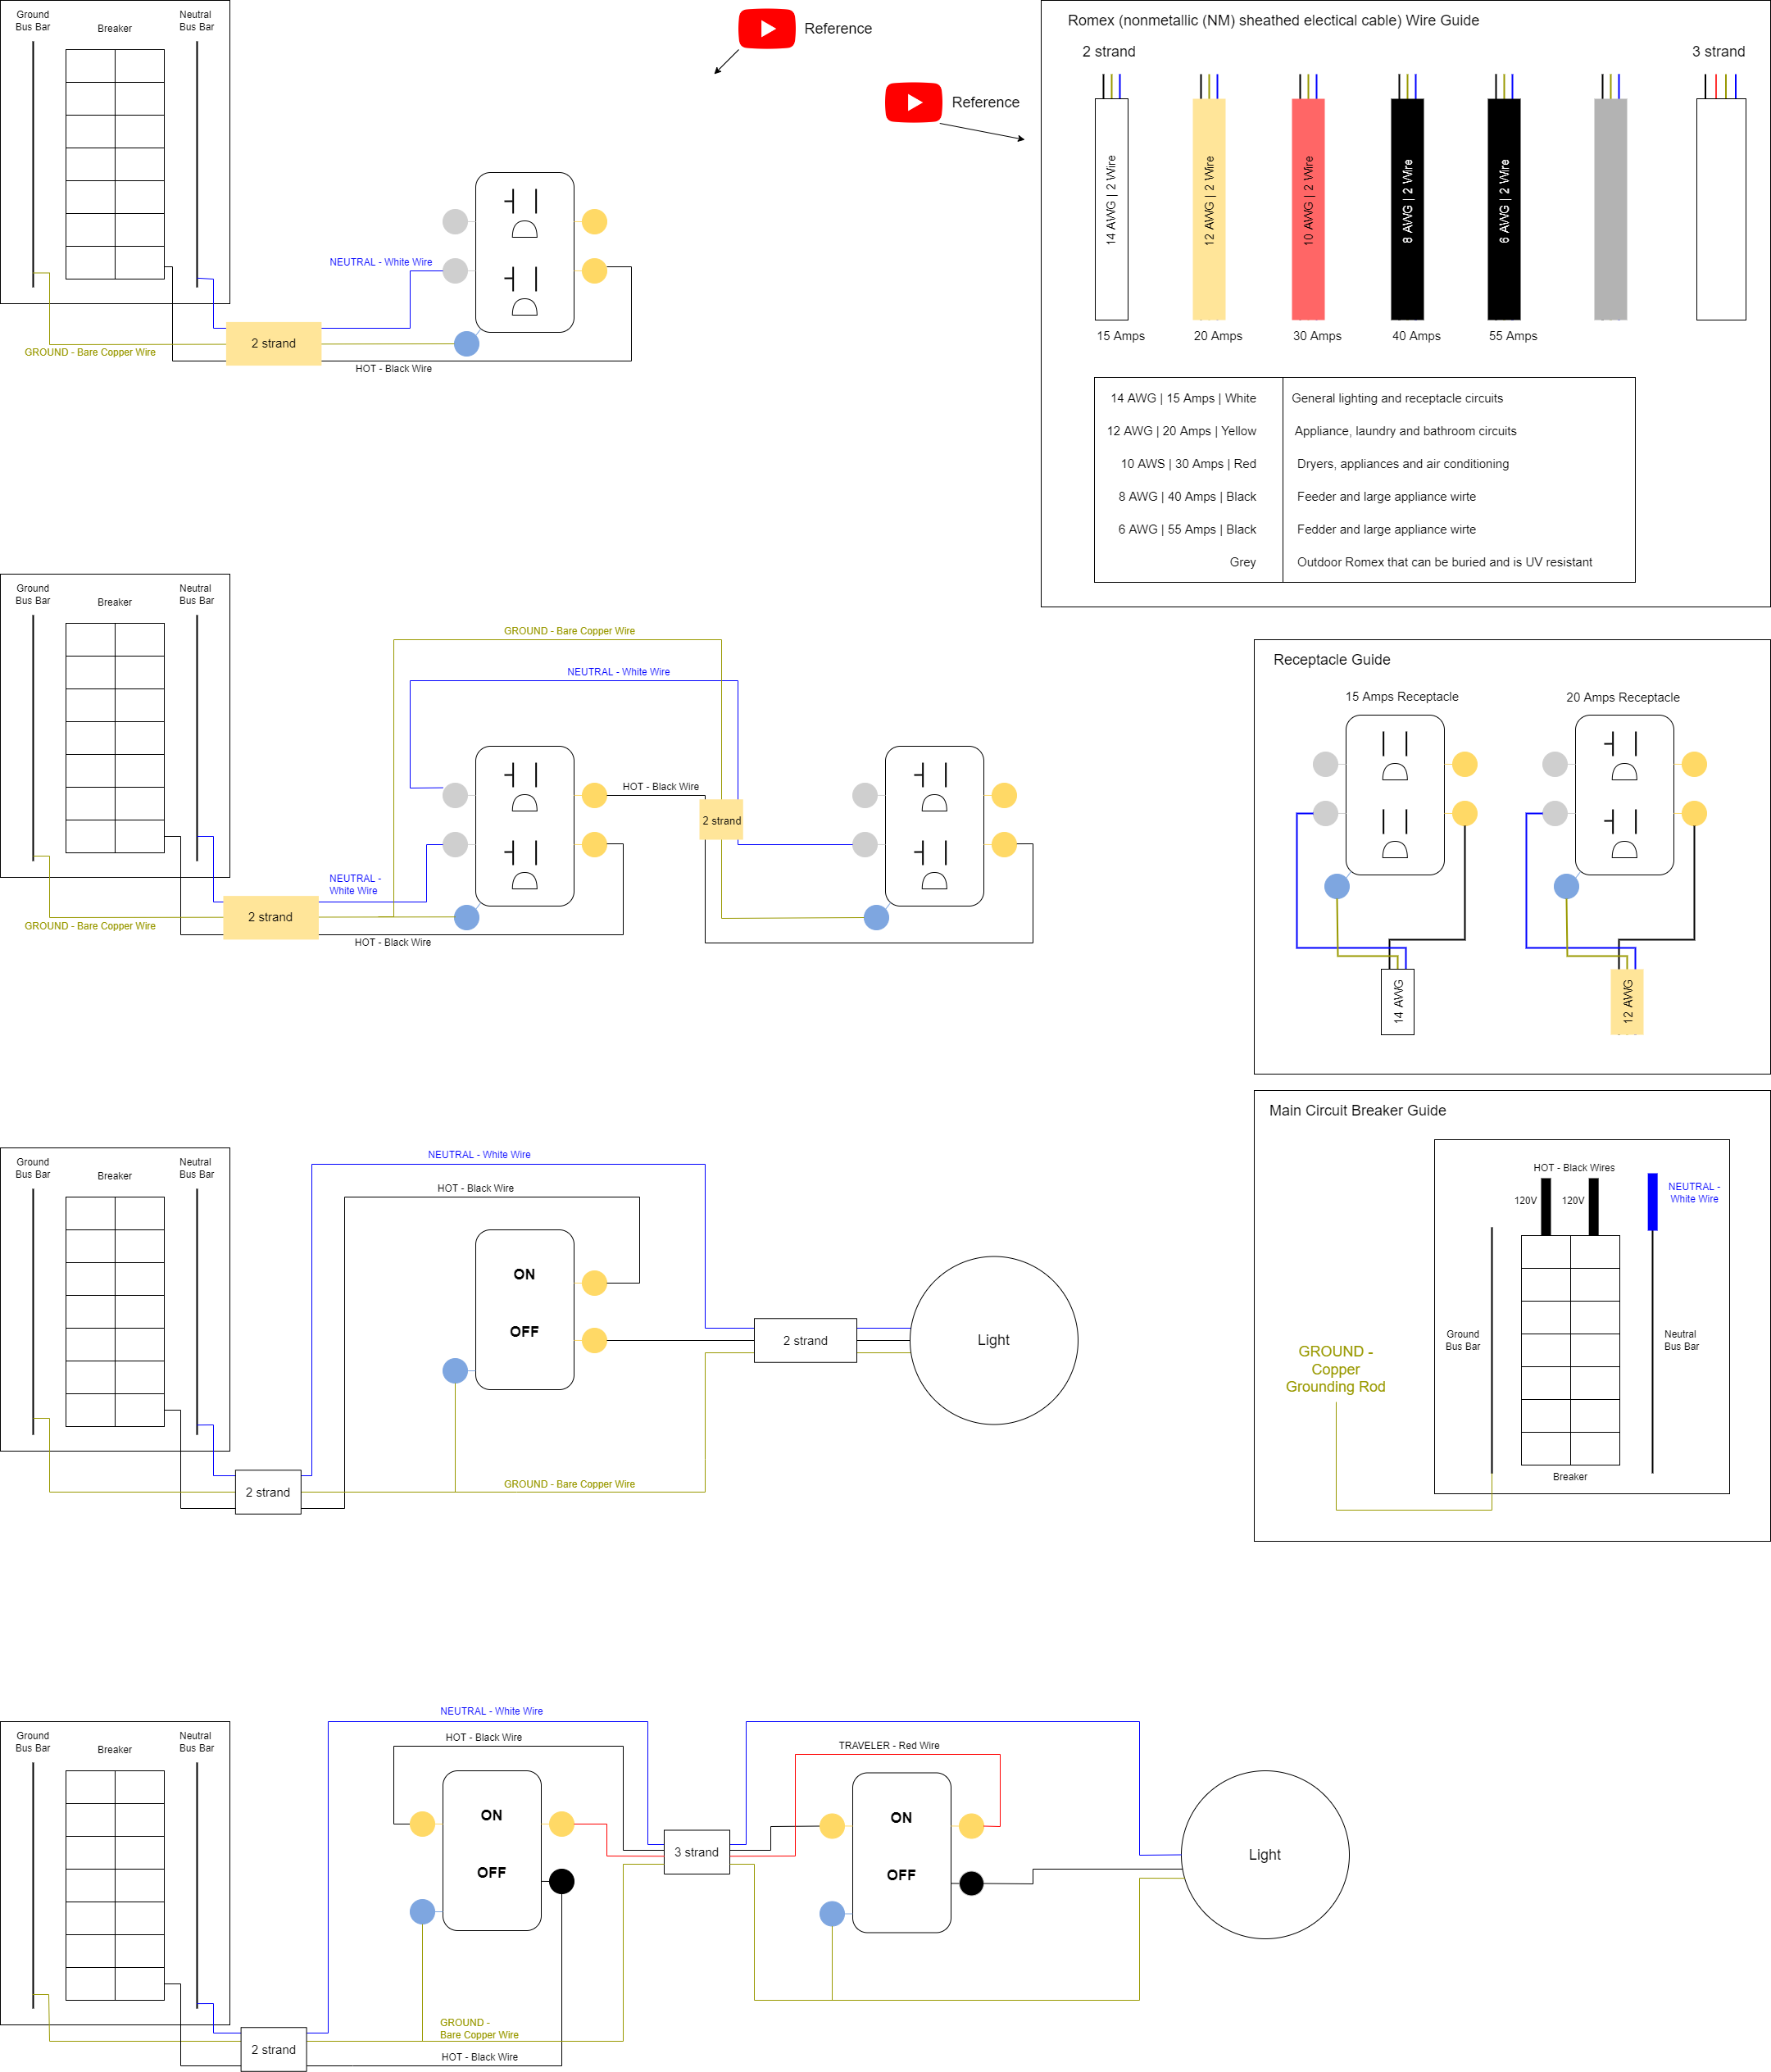 Ground
Bus Bar
Breaker
Neutral
Bus Bar
NEUTRAL - White Wire
2 strand
GROUND - Bare Copper Wire
HOT - Black Wire
Reference
Reference
Romex (nonmetallic (NM) sheathed electical cable) Wire Guide
2 strand
3 strand
14 AWG | 2 Wire
12 AWG | 2 Wire
10 AWG | 2 Wire
8 AWG | 2 Wire
6 AWG | 2 Wire
15 Amps
20 Amps
30 Amps
40 Amps
55 Amps
14 AWG | 15 Amps | White
General lighting and receptacle circuits
12 AWG | 20 Amps | Yellow
Appliance, laundry and bathroom circuits
10 AWS | 30 Amps | Red
Dryers, appliances and air conditioning
8 AWG | 40 Amps | Black
Feeder and large appliance wirte
6 AWG | 55 Amps | Black
Fedder and large appliance wirte
Grey
Outdoor Romex that can be buried and is UV resistant
Ground
Bus Bar
Breaker
Neutral
Bus Bar
GROUND - Bare Copper Wire
NEUTRAL - White Wire
HOT - Black Wire
2 strand
NEUTRAL -
White Wire
2 strand
GROUND - Bare Copper Wire
HOT - Black Wire
Receptacle Guide
15 Amps Receptacle
20 Amps Receptacle
14 AWG
12 AWG
Ground
Bus Bar
Breaker
Neutral
Bus Bar
NEUTRAL - White Wire
HOT - Black Wire
ON
OFF
2 strand
Light
2 strand
GROUND - Bare Copper Wire
Main Circuit Breaker Guide
HOT - Black Wires
120V
120V
NEUTRAL -
White Wire
Ground
Bus Bar
Neutral
Bus Bar
GROUND -
Copper
Grounding Rod
Breaker
Ground
Bus Bar
Breaker
Neutral
Bus Bar
NEUTRAL - White Wire
HOT - Black Wire
TRAVELER - Red Wire
ON
OFF
3 strand
ON
OFF
Light
GROUND -
Bare Copper Wire
2 strand
HOT - Black Wire